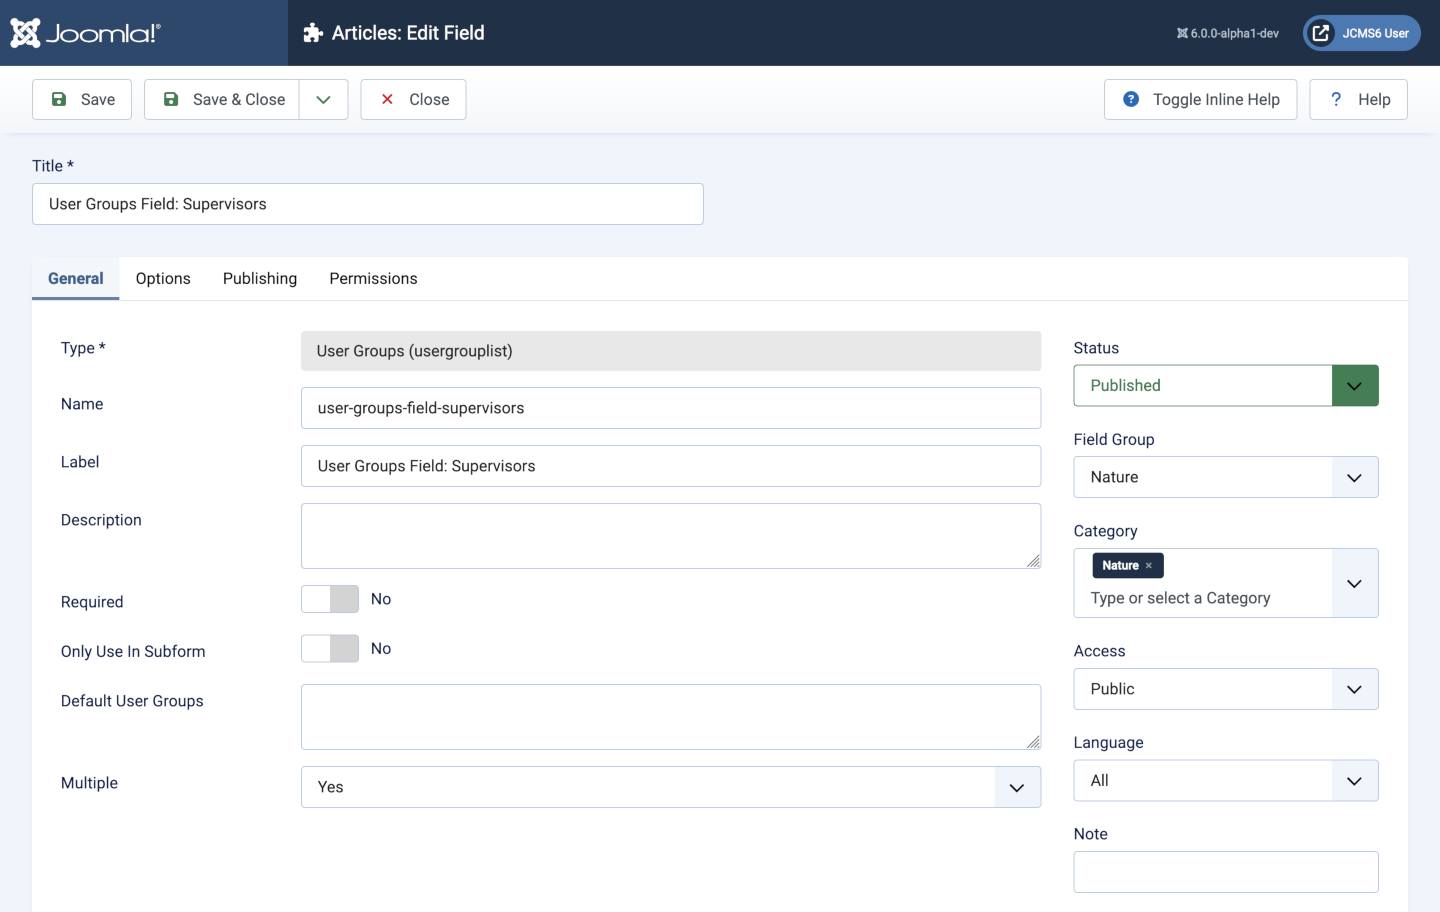 Joomla!®
Articles: Edit Field
6.0.0-alpha1-dev
JCMS6 User
Save
Save & Close
Close
Toggle Inline Help
? Help
Title *
User Groups Field: Supervisors
General
Options
Publishing
Permissions
Type *
User Groups (usergrouplist)
Name
user-groups-field-supervisors
Label
User Groups Field: Supervisors
Description
Required
No
Only Use In Subform
No
Default User Groups
Multiple
Yes
Status
Published
Field Group
Nature
Category
Nature ×
Type or select a Category
Access
Public
Language
All
Note